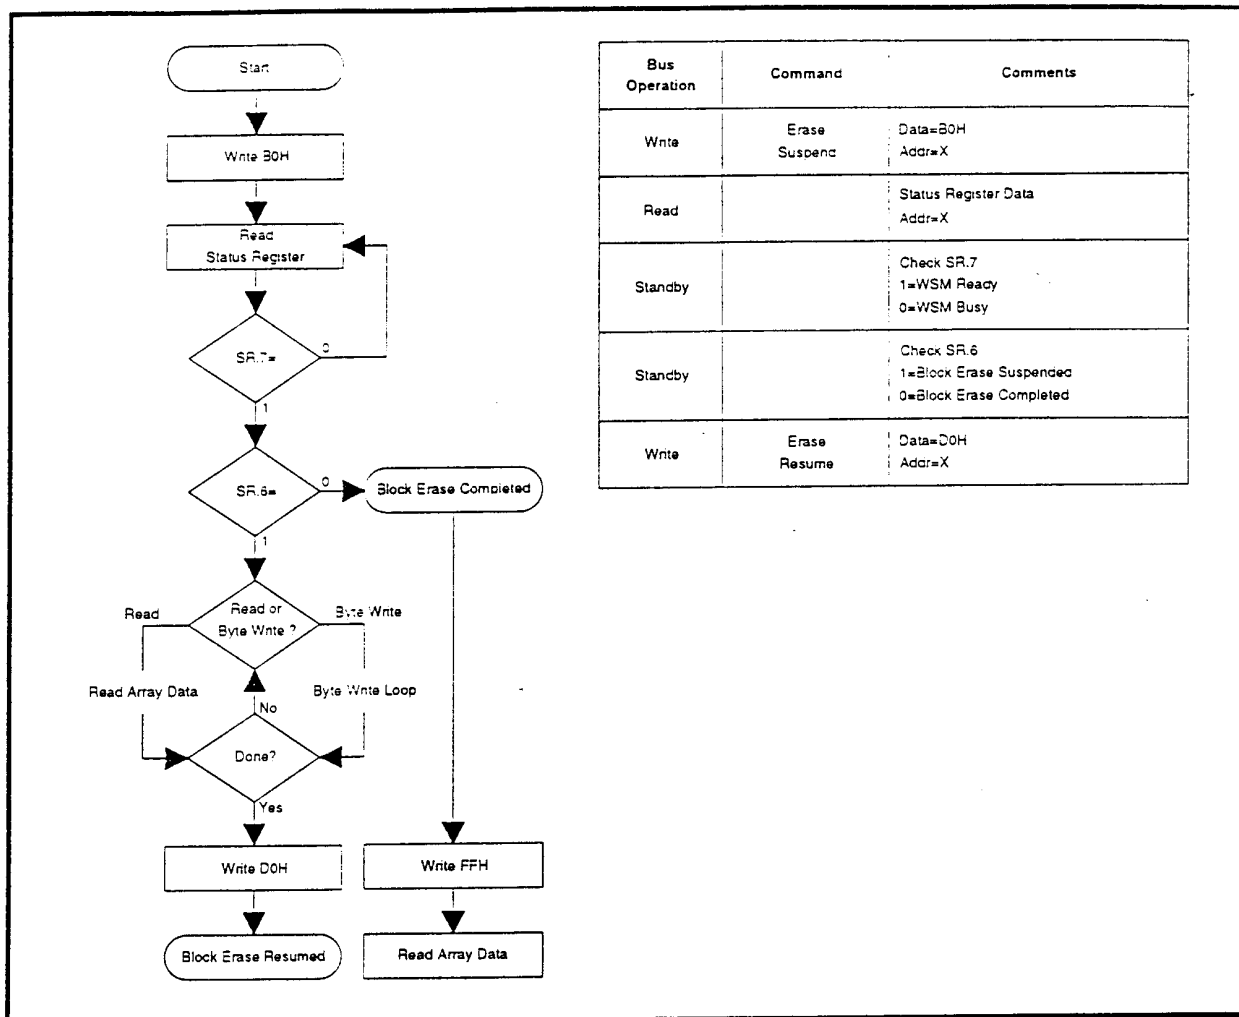 Start
Write B0H
Read
Status Register
SR.7=
0
1
SR.6=
0
Block Erase Completed
1
Read or
Byte Write ?
Read
Byte Write
Read Array Data
Byte Write Loop
No
Done?
Yes
Write D0H
Write FFH
Block Erase Resumed
Read Array Data
Bus
Operation
Command
Comments
Write
Erase
Suspend
Data=B0H
Addr=X
Read
Status Register Data
Addr=X
Standby
Check SR.7
1=WSM Ready
0=WSM Busy
Standby
Check SR.6
1=Block Erase Suspended
0=Block Erase Completed
Write
Erase
Resume
Data=D0H
Addr=X